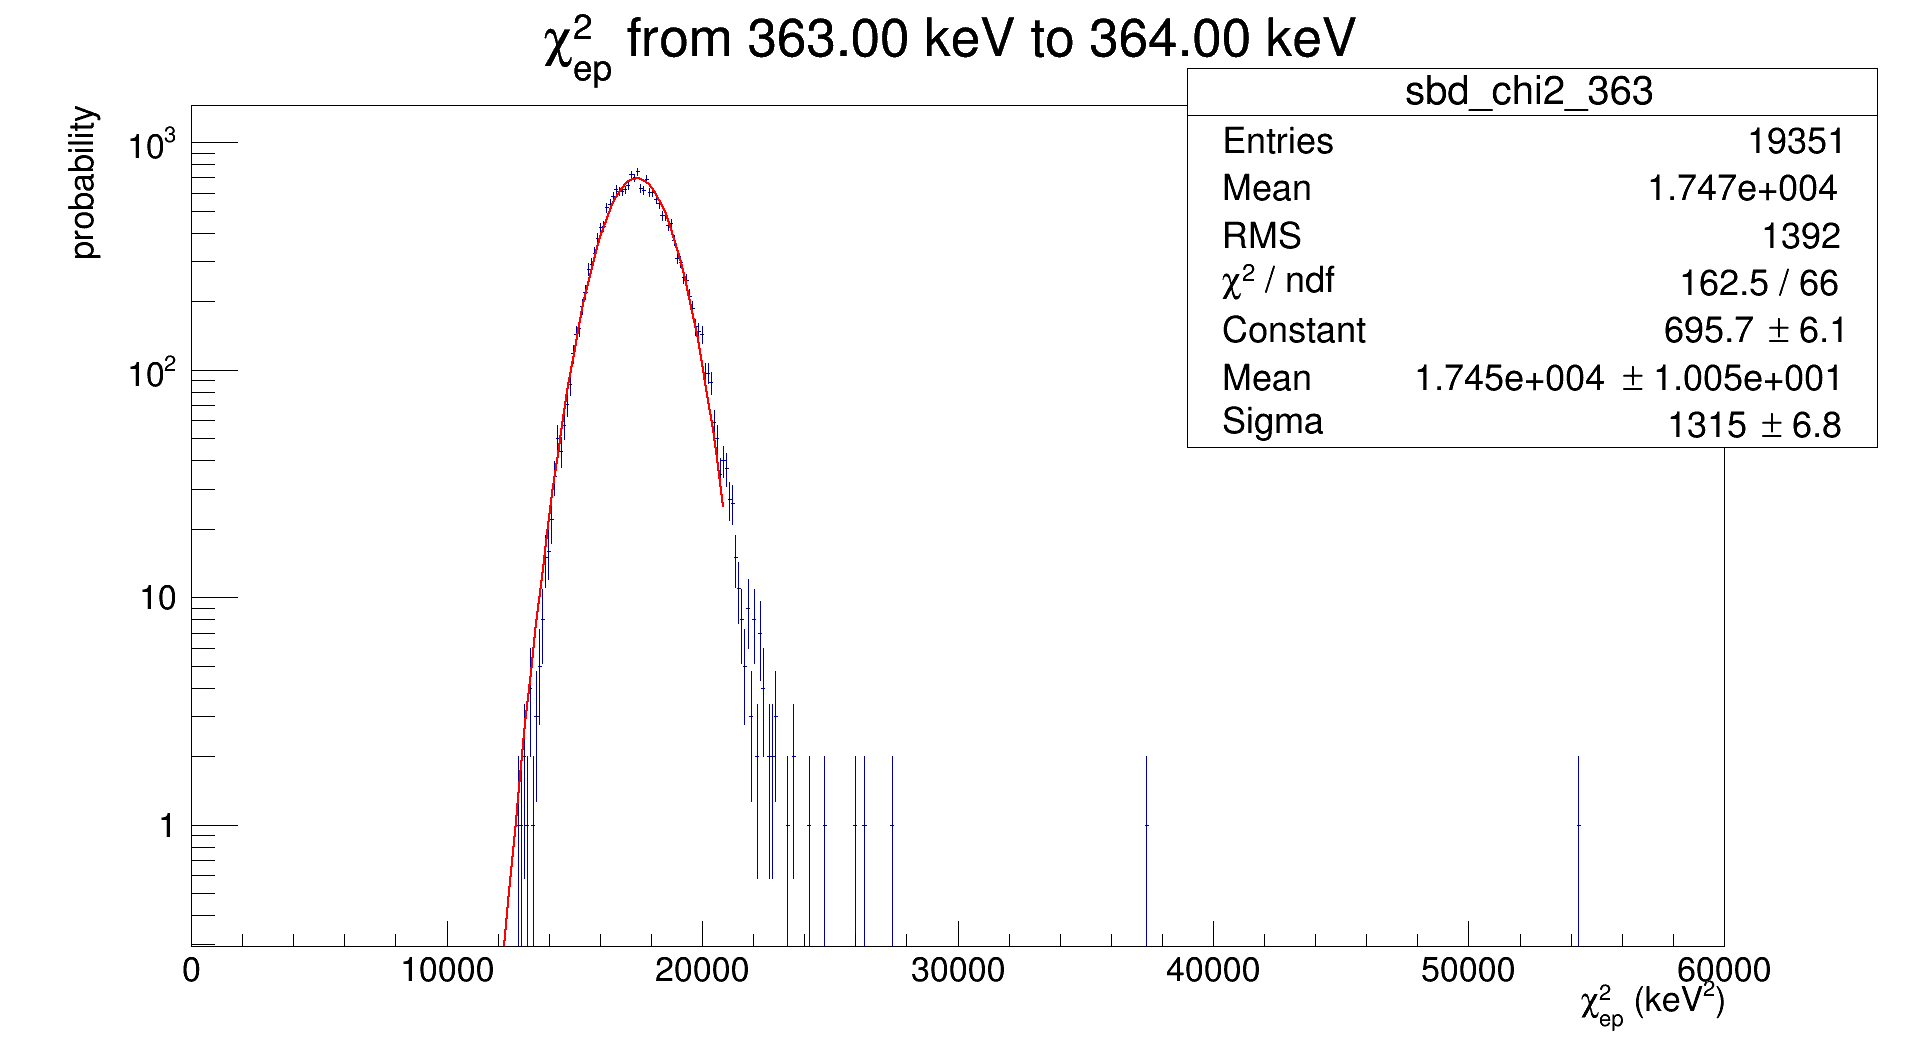 χ²ep from 363.00 keV to 364.00 keV
sbd_chi2_363
Entries 19351
Mean 1.747e+004
RMS 1392
χ² / ndf 162.5 / 66
Constant 695.7 ± 6.1
Mean 1.745e+004 ± 1.005e+001
Sigma 1315 ± 6.8
probability
10³
10²
10
1
0 10000 20000 30000 40000 50000 60000
χ²ep (keV²)